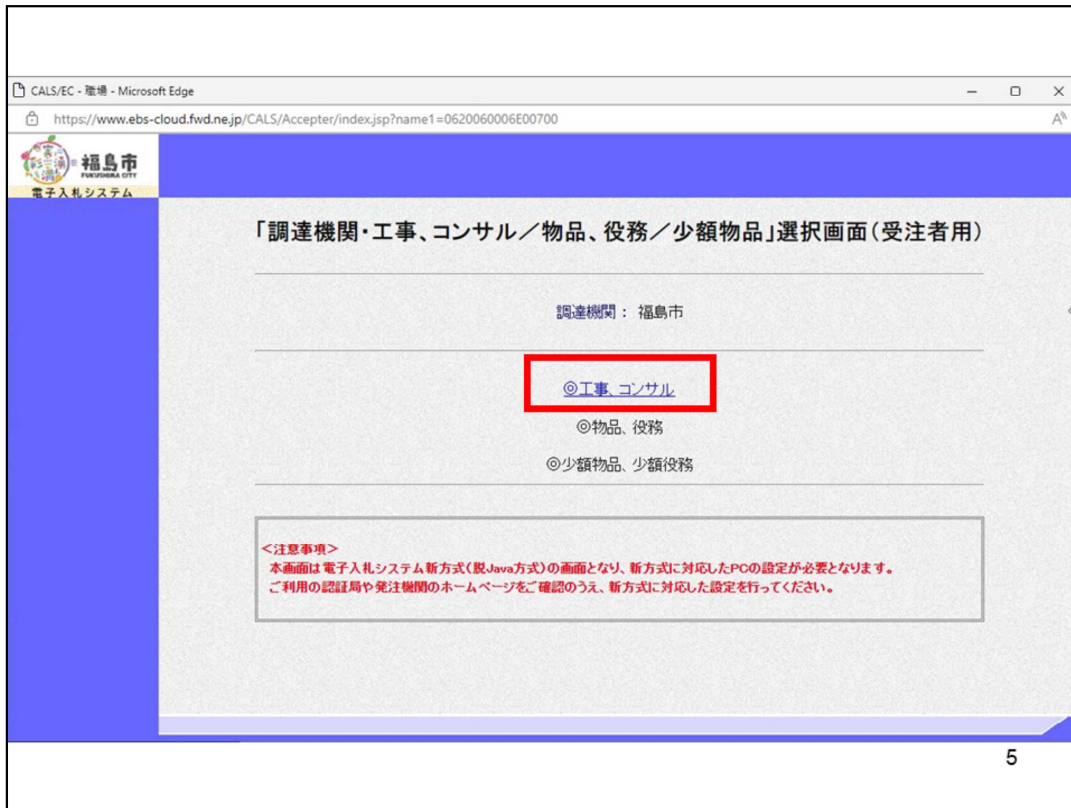 CALS/EC - 職場 - Microsoft Edge
https://www.ebs-cloud.fwd.ne.jp/CALS/Accepter/index.jsp?name1=0620060006E00700
福島市
FUKUSHIMA CITY
電子入札システム
「調達機関・工事、コンサル／物品、役務／少額物品」選択画面(受注者用)
調達機関： 福島市
◎工事、コンサル
◎物品、役務
◎少額物品、少額役務
＜注意事項＞
本画面は電子入札システム新方式(脱Java方式)の画面となり、新方式に対応したPCの設定が必要となります。
ご利用の認証局や発注機関のホームページをご確認のうえ、新方式に対応した設定を行ってください。
5